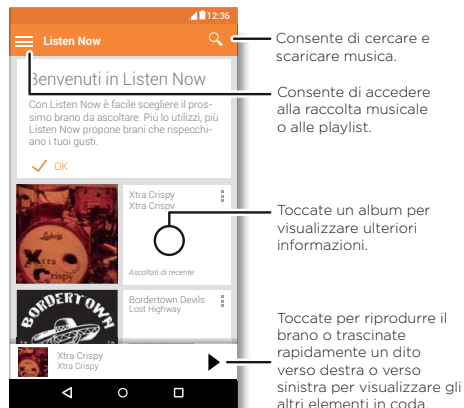 12:36
Listen Now
Benvenuti in Listen Now
Con Listen Now è facile scegliere il pros-
simo brano da ascoltare. Più lo utilizzi, più
Listen Now propone brani che rispecchi-
ano i tuoi gusti.
OK
Xtra Crispy
Xtra Crispy
Ascoltati di recente
Ludwig
Xtra
Crispy
BORDERTOWN
Bordertown Devils
Lost Highway
Xtra Crispy
Xtra Crispy
Consente di cercare e
scaricare musica.
Consente di accedere
alla raccolta musicale
o alle playlist.
Toccate un album per
visualizzare ulteriori
informazioni.
Toccate per riprodurre il
brano o trascinate
rapidamente un dito
verso destra o verso
sinistra per visualizzare gli
altri elementi in coda.